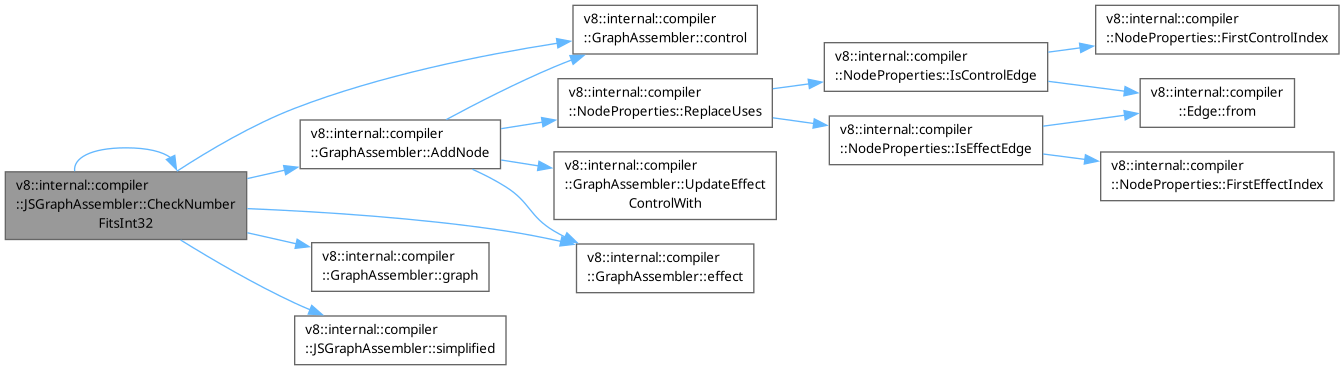 v8::internal::compiler
::JSGraphAssembler::CheckNumber
FitsInt32
v8::internal::compiler
::GraphAssembler::control
v8::internal::compiler
::GraphAssembler::AddNode
v8::internal::compiler
::NodeProperties::ReplaceUses
v8::internal::compiler
::NodeProperties::IsControlEdge
v8::internal::compiler
::NodeProperties::FirstControlIndex
v8::internal::compiler
::Edge::from
v8::internal::compiler
::NodeProperties::IsEffectEdge
v8::internal::compiler
::NodeProperties::FirstEffectIndex
v8::internal::compiler
::GraphAssembler::UpdateEffect
ControlWith
v8::internal::compiler
::GraphAssembler::effect
v8::internal::compiler
::GraphAssembler::graph
v8::internal::compiler
::JSGraphAssembler::simplified